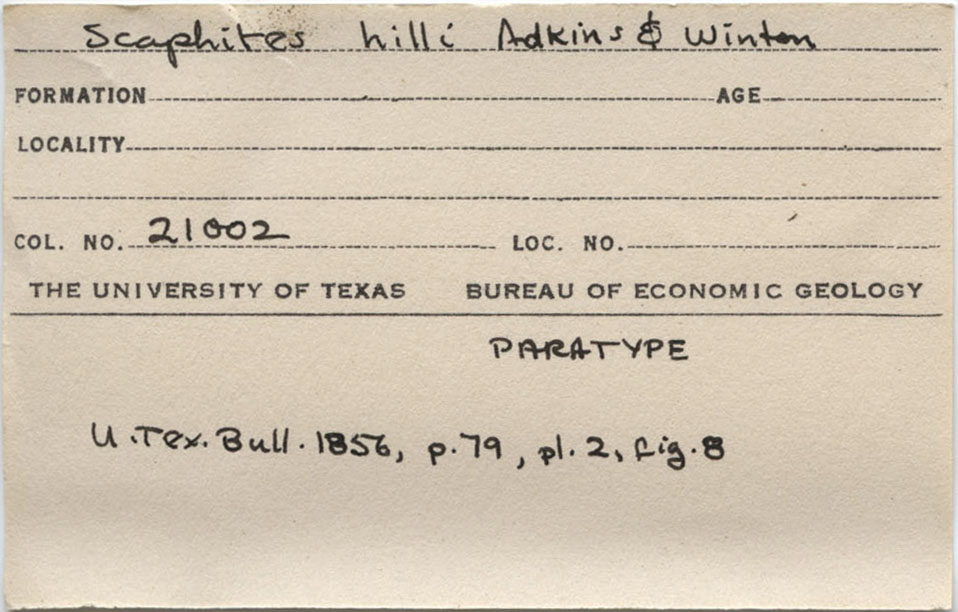 Scaphites hilli Adkins & Winton
FORMATION AGE
LOCALITY
COL. NO. 21002 LOC. NO.
THE UNIVERSITY OF TEXAS BUREAU OF ECONOMIC GEOLOGY
PARATYPE
U. Tex. Bull. 1856, p. 79, pl. 2, fig. 8